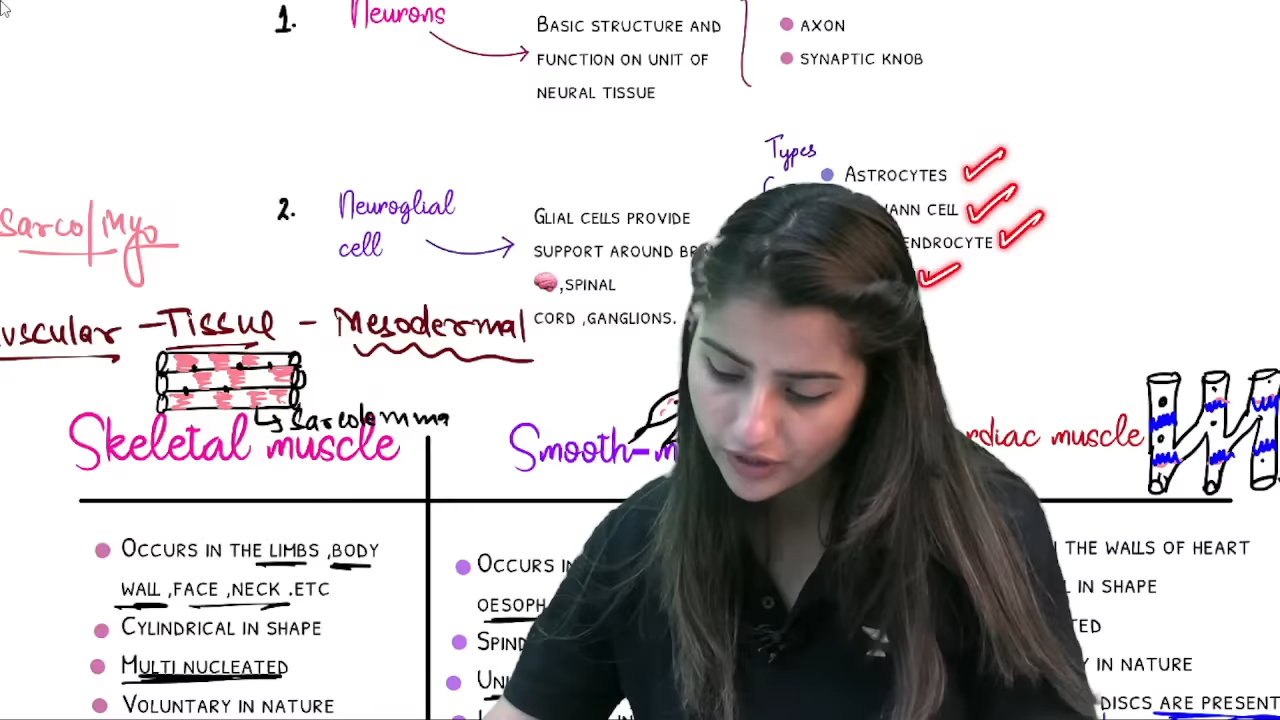 1.
Neurons
BASIC STRUCTURE AND
FUNCTION ON UNIT OF
NEURAL TISSUE
AXON
SYNAPTIC KNOB
Types
ASTROCYTES
CELL
2.
Neuroglial
cell
GLIAL CELLS PROVIDE
SUPPORT AROUND
,SPINAL
CORD ,GANGLIONS.
Sarco/Myo
Tissue - Mesodermal
Sarcolemma
Skeletal muscle
OCCURS IN THE LIMBS ,BODY
WALL ,FACE ,NECK .ETC
CYLINDRICAL IN SHAPE
MULTI NUCLEATED
VOLUNTARY IN NATURE
Smooth-
OCCURS
muscle
THE WALLS OF HEART
IN SHAPE
IN NATURE
DISCS ARE PRESENT